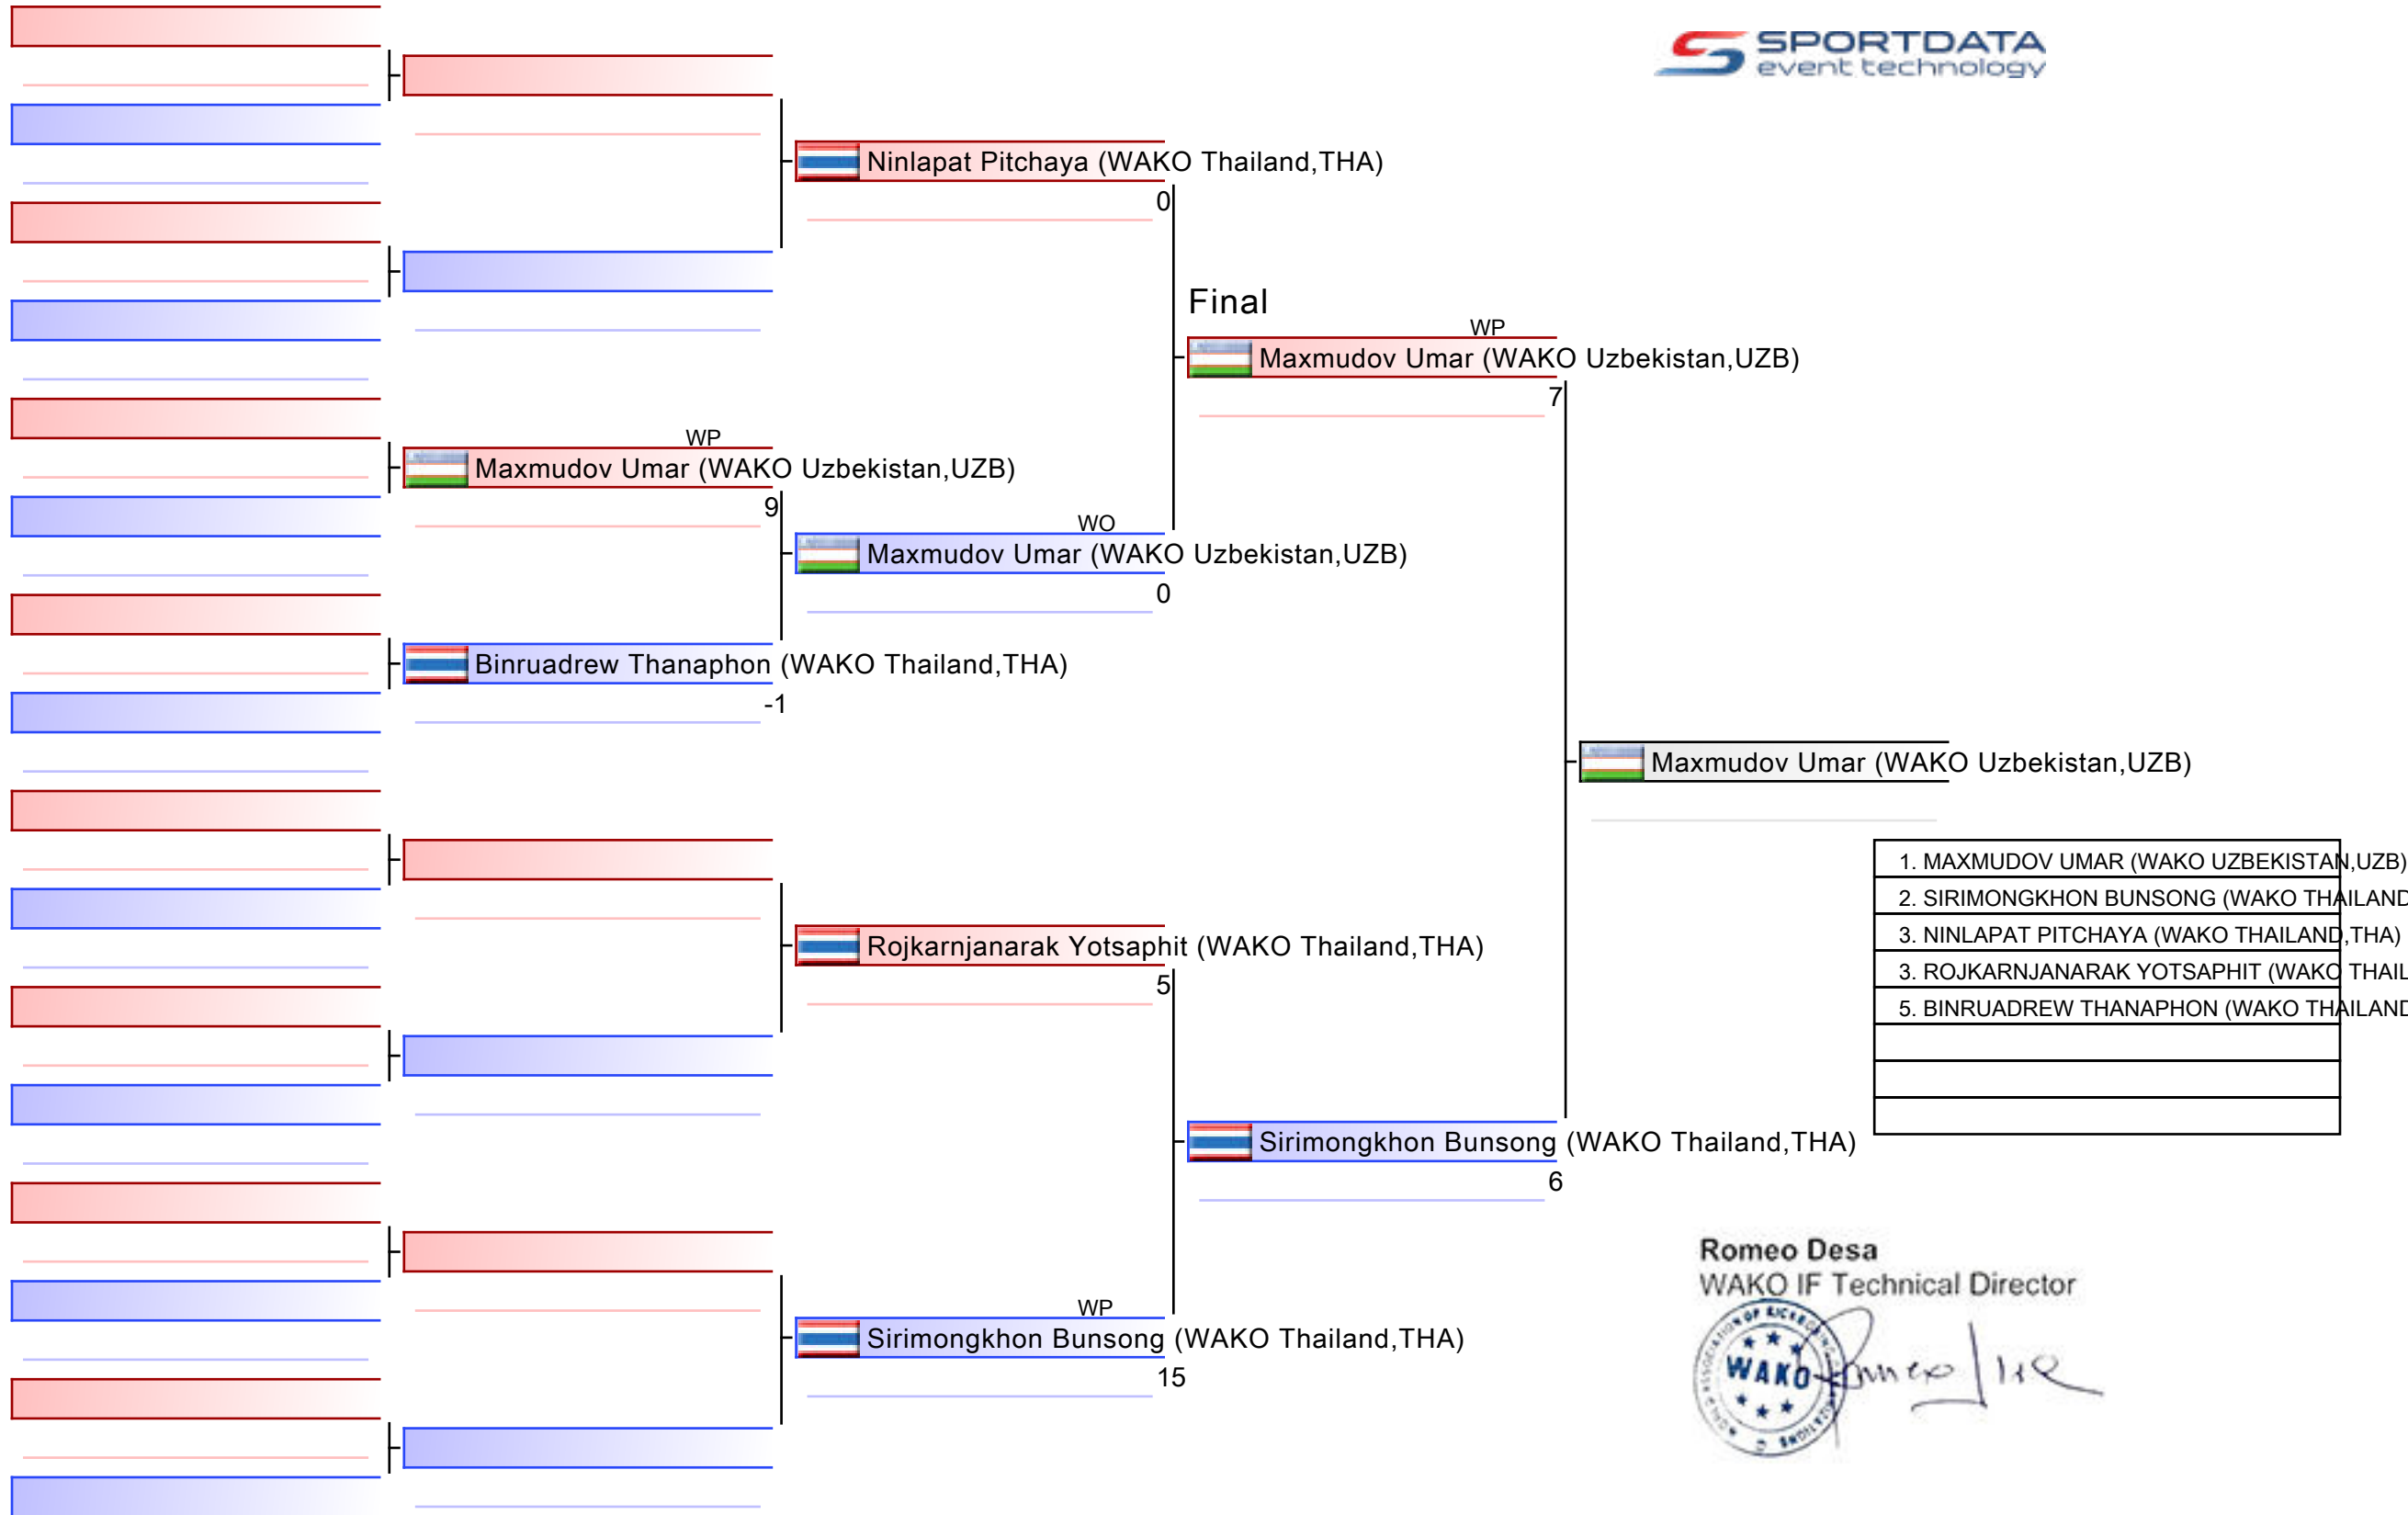 SPORTDATA
event technology
Ninlapat Pitchaya (WAKO Thailand,THA)
0
Final
WP
Maxmudov Umar (WAKO Uzbekistan,UZB)
7
WP
Maxmudov Umar (WAKO Uzbekistan,UZB)
9
WO
Maxmudov Umar (WAKO Uzbekistan,UZB)
0
Binruadrew Thanaphon (WAKO Thailand,THA)
-1
Maxmudov Umar (WAKO Uzbekistan,UZB)
1. MAXMUDOV UMAR (WAKO UZBEKISTAN,UZB)
2. SIRIMONGKHON BUNSONG (WAKO THAILAND
3. NINLAPAT PITCHAYA (WAKO THAILAND,THA)
3. ROJKARNJANARAK YOTSAPHIT (WAKO THAIL
5. BINRUADREW THANAPHON (WAKO THAILAND
Rojkarnjanarak Yotsaphit (WAKO Thailand,THA)
5
Sirimongkhon Bunsong (WAKO Thailand,THA)
6
WP
Sirimongkhon Bunsong (WAKO Thailand,THA)
15
Romeo Desa
WAKO IF Technical Director
WAKO